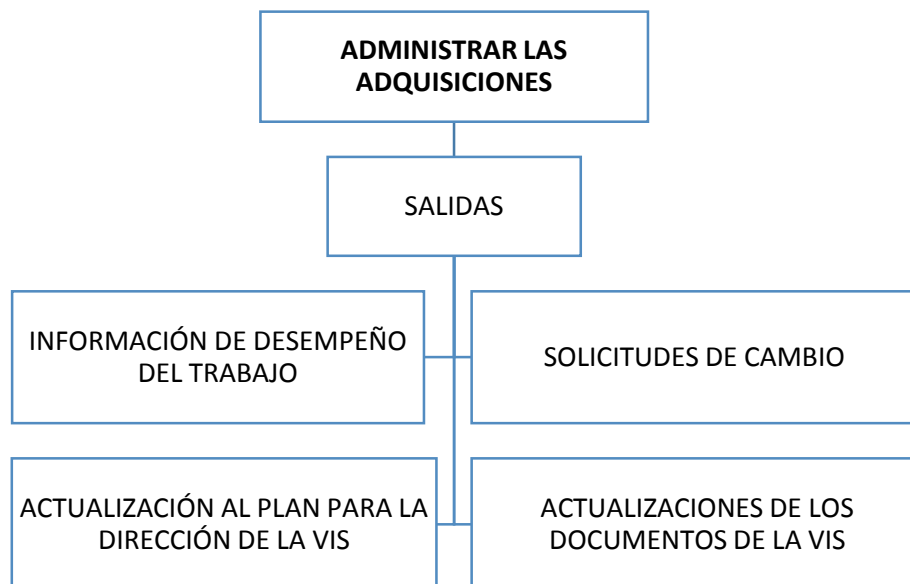 ADMINISTRAR LAS
ADQUISICIONES
SALIDAS
INFORMACIÓN DE DESEMPEÑO
DEL TRABAJO
SOLICITUDES DE CAMBIO
ACTUALIZACIÓN AL PLAN PARA LA
DIRECCIÓN DE LA VIS
ACTUALIZACIONES DE LOS
DOCUMENTOS DE LA VIS